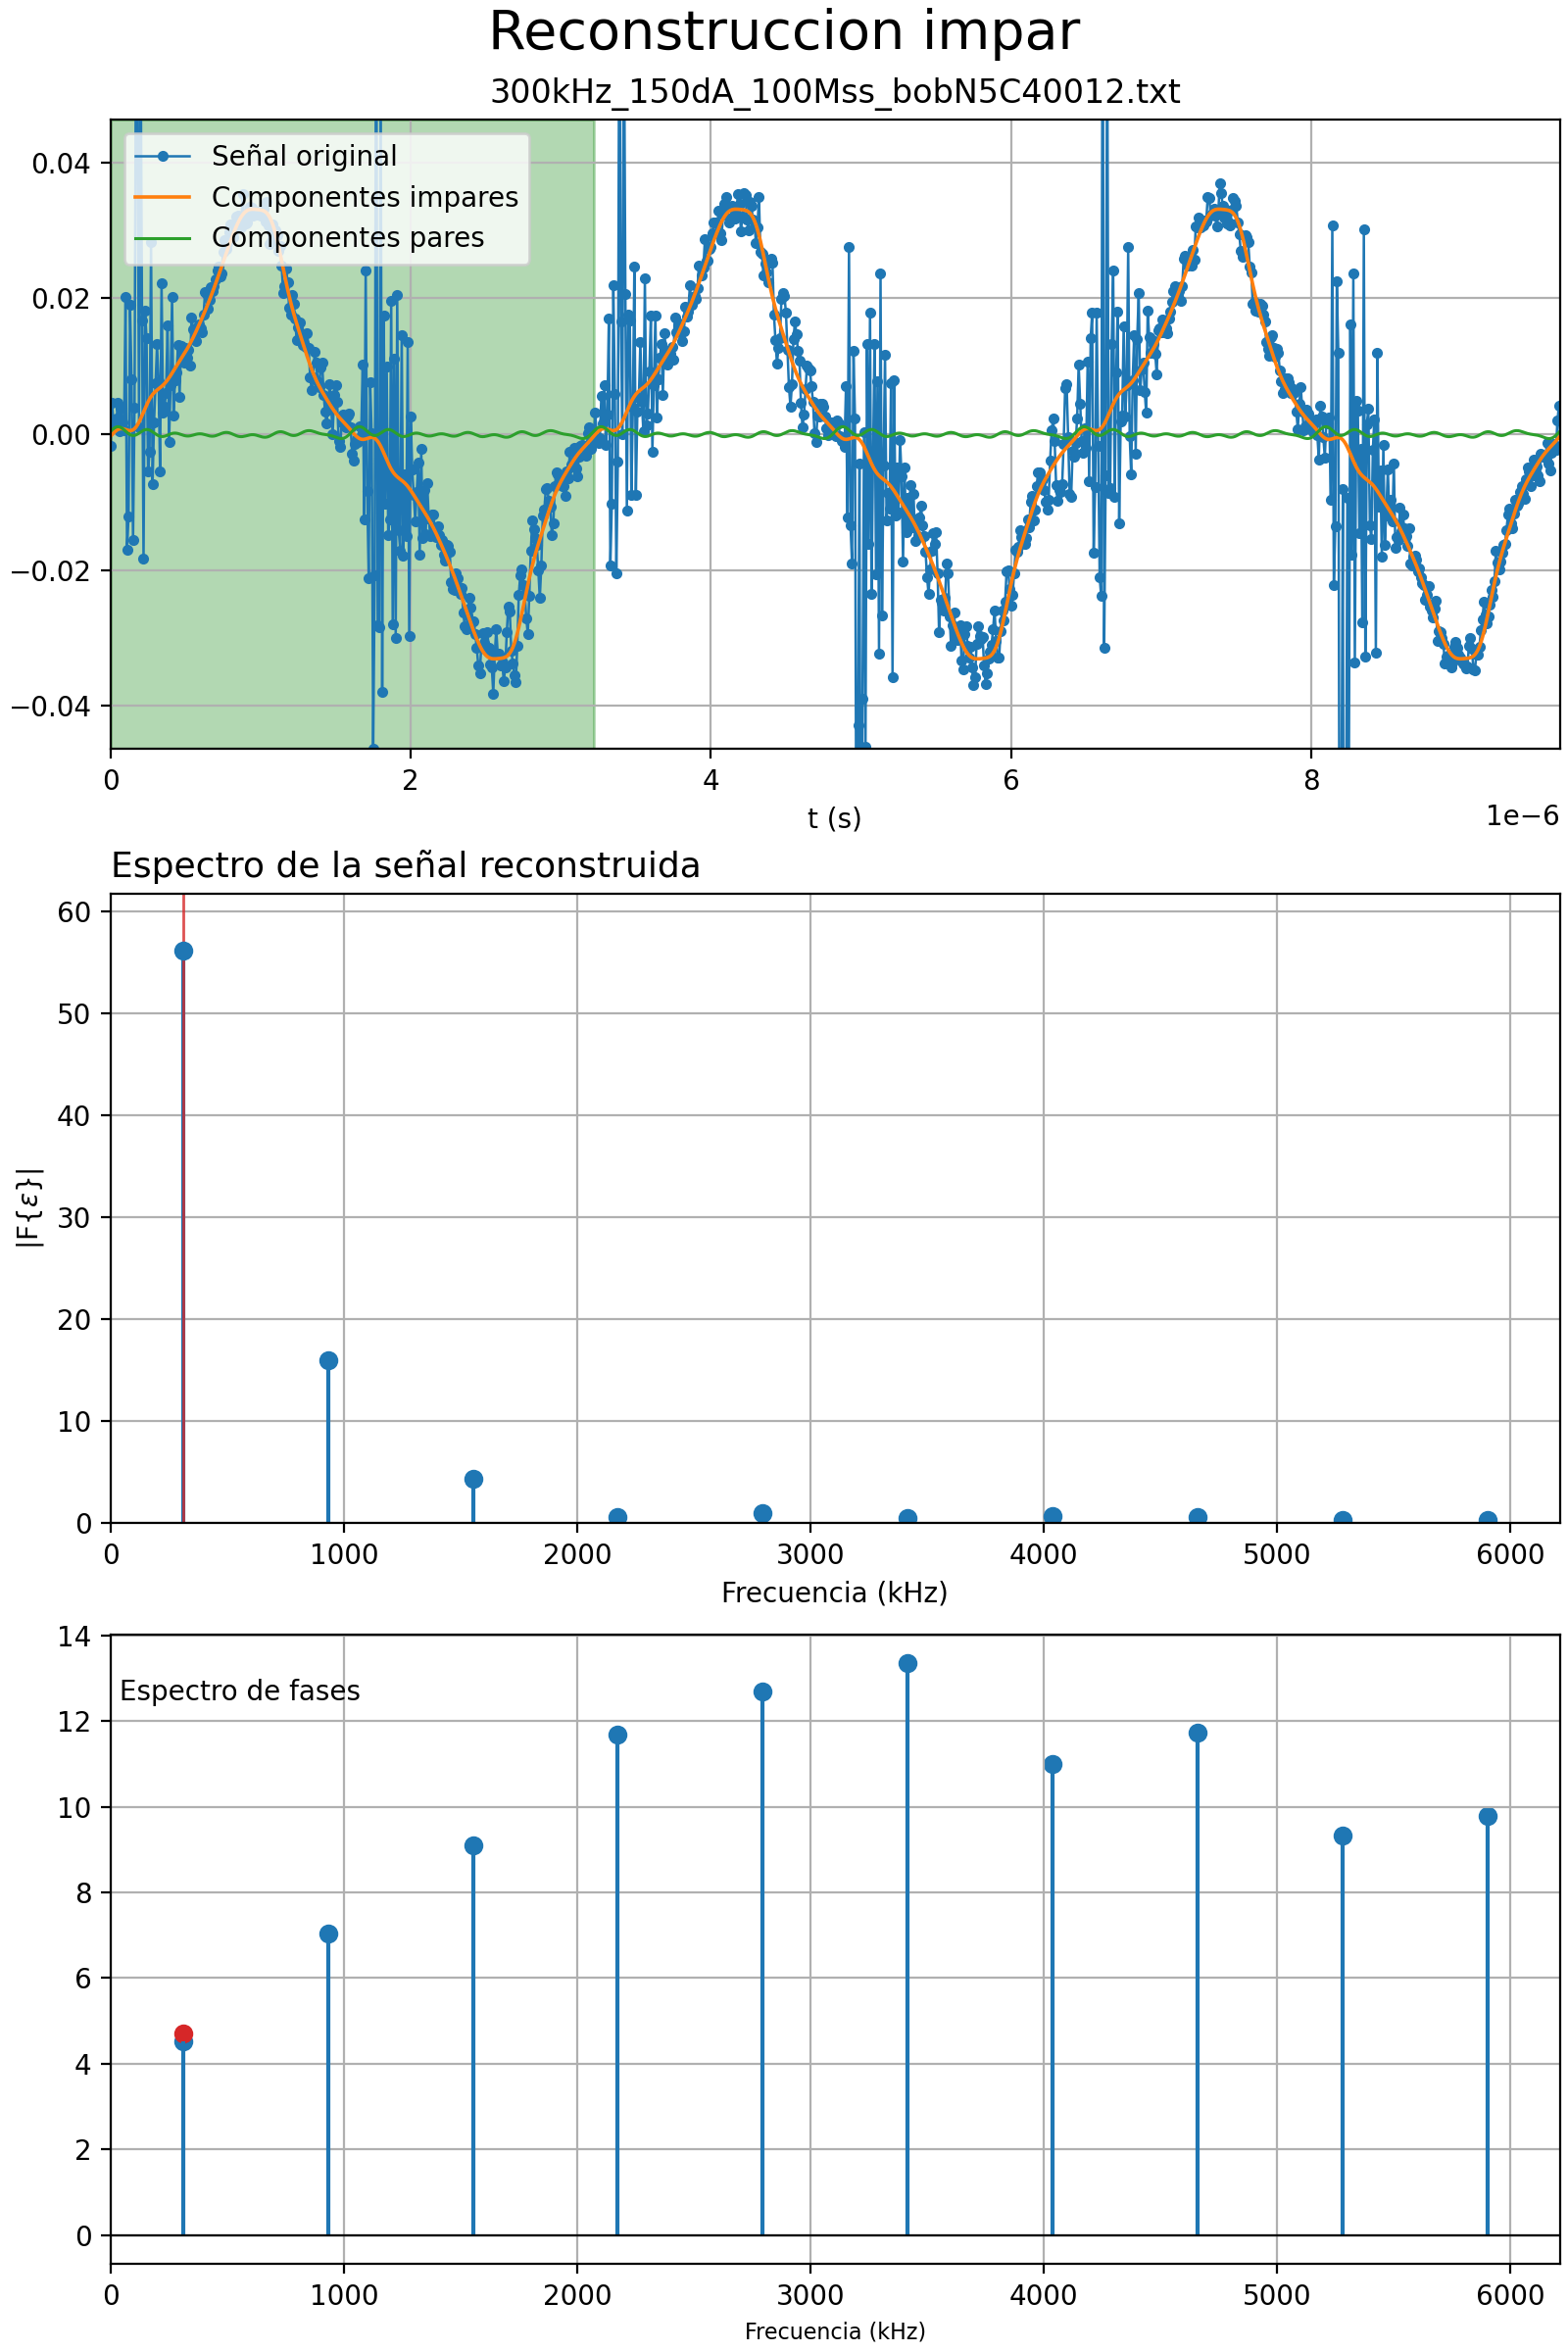 Reconstruccion impar
300kHz_150dA_100Mss_bobN5C40012.txt
0.04
0.02
0.00
−0.02
−0.04
Señal original
Componentes impares
Componentes pares
0 2 4 6 8
1e−6
t (s)
Espectro de la señal reconstruida
60
50
40
30
20
10
0
|F{ε}|
0 1000 2000 3000 4000 5000 6000
Frecuencia (kHz)
14
12
10
8
6
4
2
0
Espectro de fases
0 1000 2000 3000 4000 5000 6000
Frecuencia (kHz)